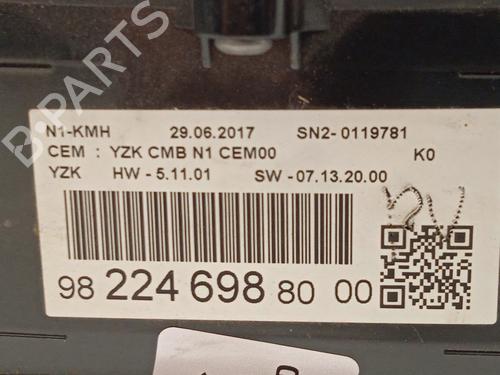 N1-KMH 29.06.2017 SN2- 0119781
CEM : YZK CMB N1 CEM00 K0
YZK HW - 5.11.01 SW -07.13.20.00
98 224 698 80 00
B-PARTS